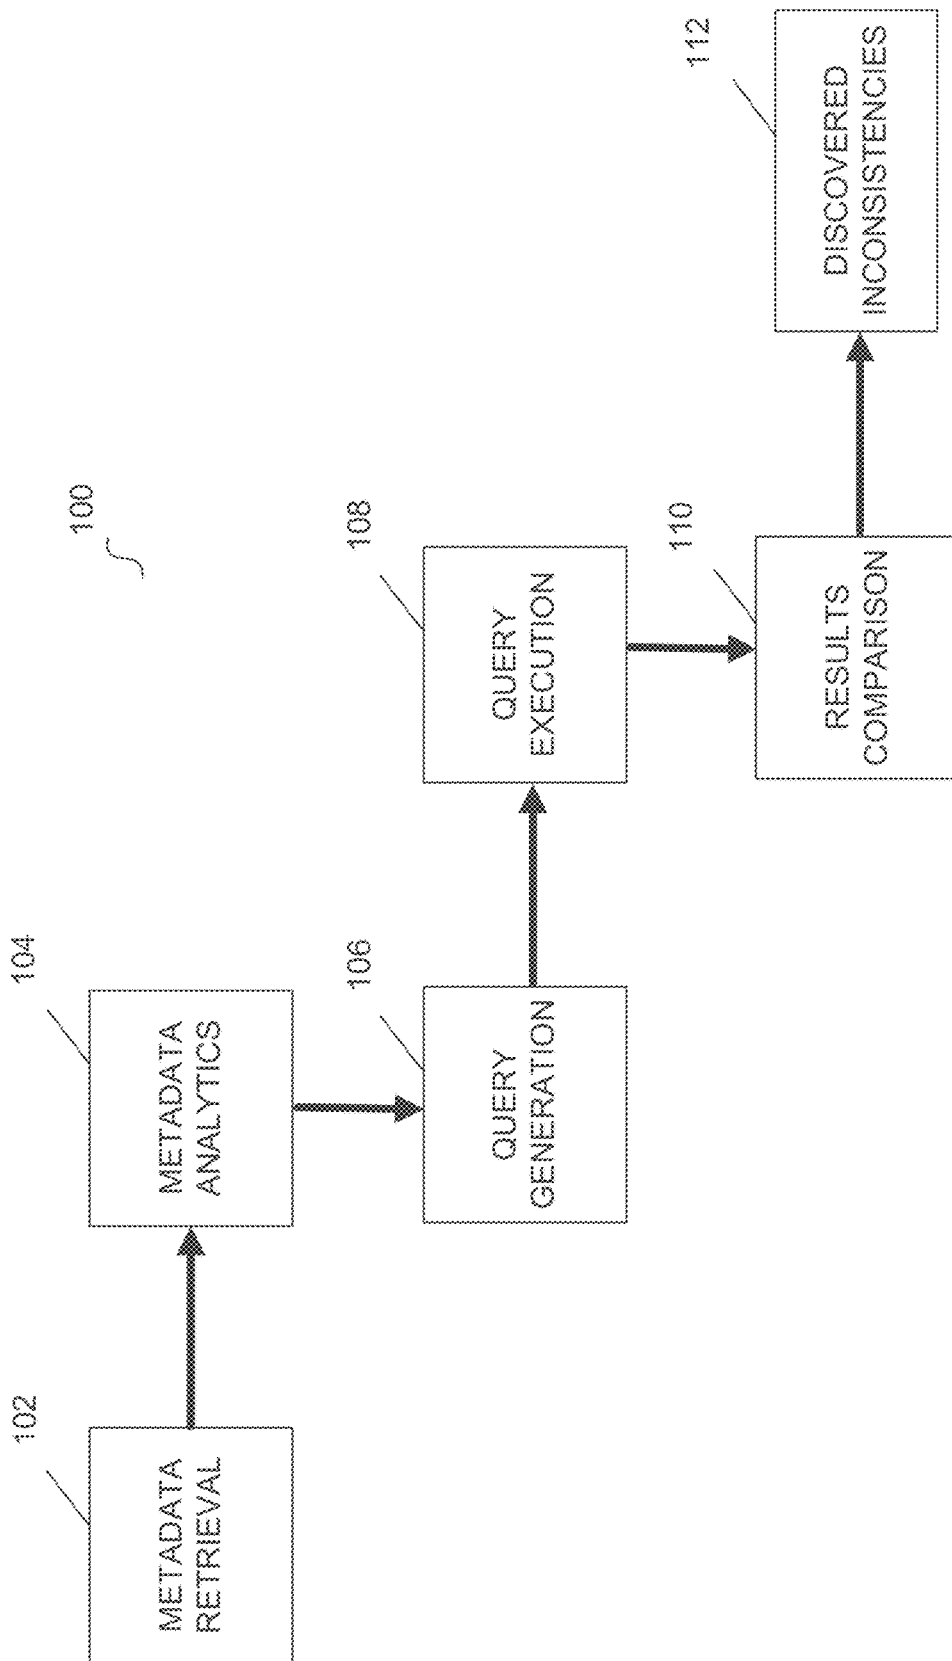 100
102
METADATA
RETRIEVAL
104
METADATA
ANALYTICS
106
QUERY
GENERATION
108
QUERY
EXECUTION
110
RESULTS
COMPARISON
112
DISCOVERED
INCONSISTENCIES